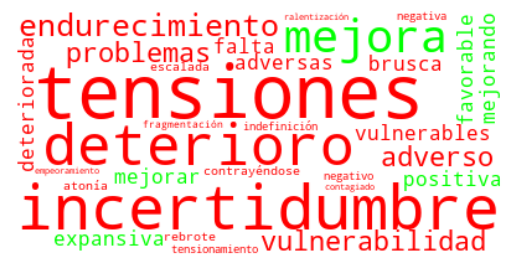 ralentización negativa
endurecimiento mejora
problemas falta
adversas brusca
escalada
tensiones
deterioradas
favorable
mejorando
fragmentación indefinición
deterioro vulnerables
adverso
empeoramiento contrayéndose
atonía mejorar negativo positiva
contagiado
incertidumbre
expansiva rebrote vulnerabilidad
tensionamiento